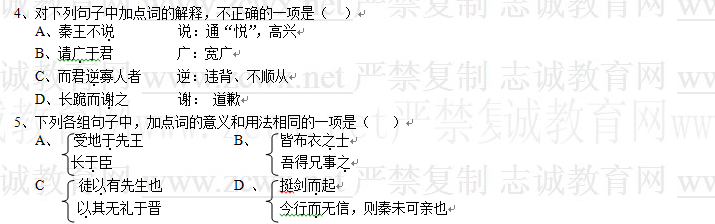 4、对下列句子中加点词的解释，不正确的一项是（　）
A、秦王不说　　说：通“悦”，高兴
B、请广于君　　广：宽广
C、而君逆寡人者　　逆：违背、不顺从
D、长跪而谢之　　谢： 道歉
5、下列各组句子中，加点词的意义和用法相同的一项是（　）
A、 受地于先王　　B、 皆布衣之士
长于臣　　吾得兄事之
C 徒以有先生也　　D 、 挺剑而起
以其无礼于晋　　今行而无信，则秦未可亲也